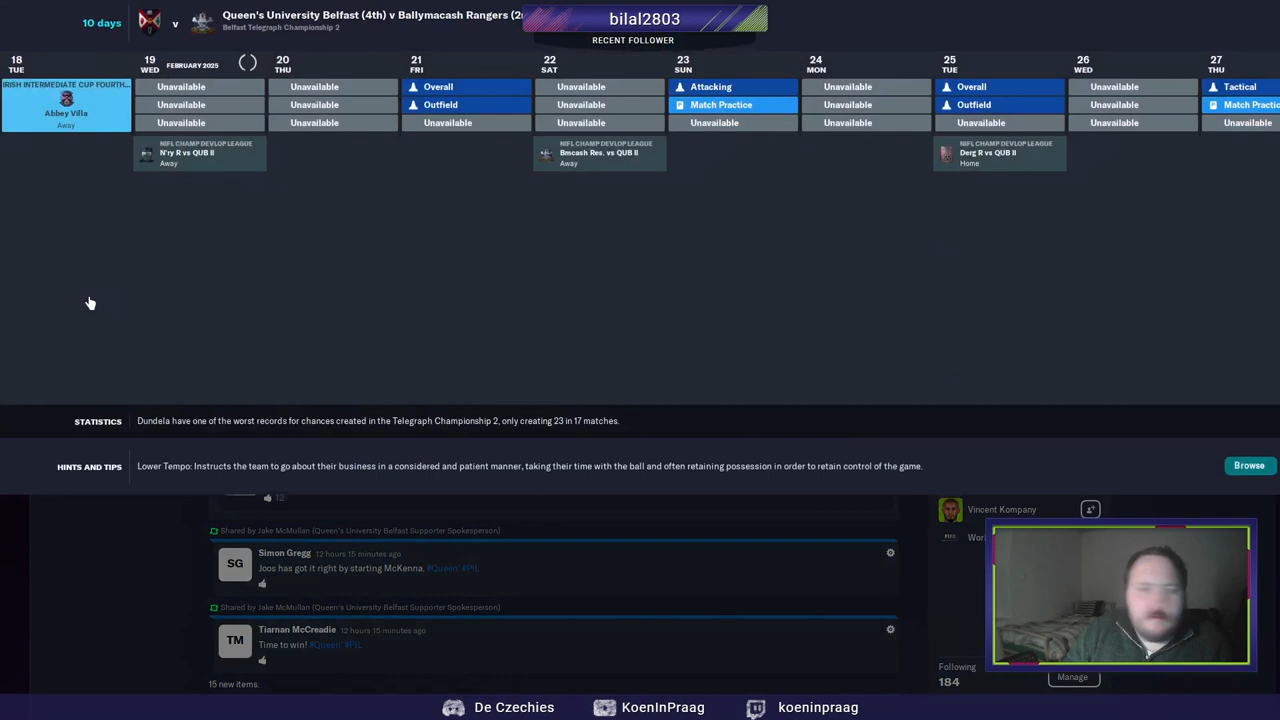 10 days
v
Queen's University Belfast (4th) v Ballymacash Rangers (2n
Belfast Telegraph Championship 2
bilal2803
RECENT FOLLOWER
18
TUE
19
WED
FEBRUARY 2025
20
THU
21
FRI
22
SAT
23
SUN
24
MON
25
TUE
26
WED
27
THU
IRISH INTERMEDIATE CUP FOURTH...
Abbey Villa
Away
Unavailable
Unavailable
Unavailable
NIFL CHAMP DEVLOP LEAGUE
N'ry R vs QUB II
Away
Unavailable
Unavailable
Unavailable
Overall
Outfield
Unavailable
Unavailable
Unavailable
Unavailable
NIFL CHAMP DEVLOP LEAGUE
Bmcash Res. vs QUB II
Away
Attacking
Match Practice
Unavailable
Unavailable
Unavailable
Unavailable
Overall
Outfield
Unavailable
NIFL CHAMP DEVLOP LEAGUE
Derg R vs QUB II
Home
Unavailable
Unavailable
Unavailable
Tactical
Match Practic
Unavailable
STATISTICS
Dundela have one of the worst records for chances created in the Telegraph Championship 2, only creating 23 in 17 matches.
HINTS AND TIPS
Lower Tempo: Instructs the team to go about their business in a considered and patient manner, taking their time with the ball and often retaining possession in order to retain control of the game.
Browse
12
Shared by Jake McMullan (Queen's University Belfast Supporter Spokesperson)
SG
Simon Gregg 12 hours 15 minutes ago
Joos has got it right by starting McKenna. #Queen' #PIL
Shared by Jake McMullan (Queen's University Belfast Supporter Spokesperson)
TM
Tiarnan McCreadie 12 hours 15 minutes ago
Time to win! #Queen' #PIL
15 new items.
Vincent Kompany
FIFA
Worl
Following
184
Manage
De Czechies
KoenInPraag
koeninpraag